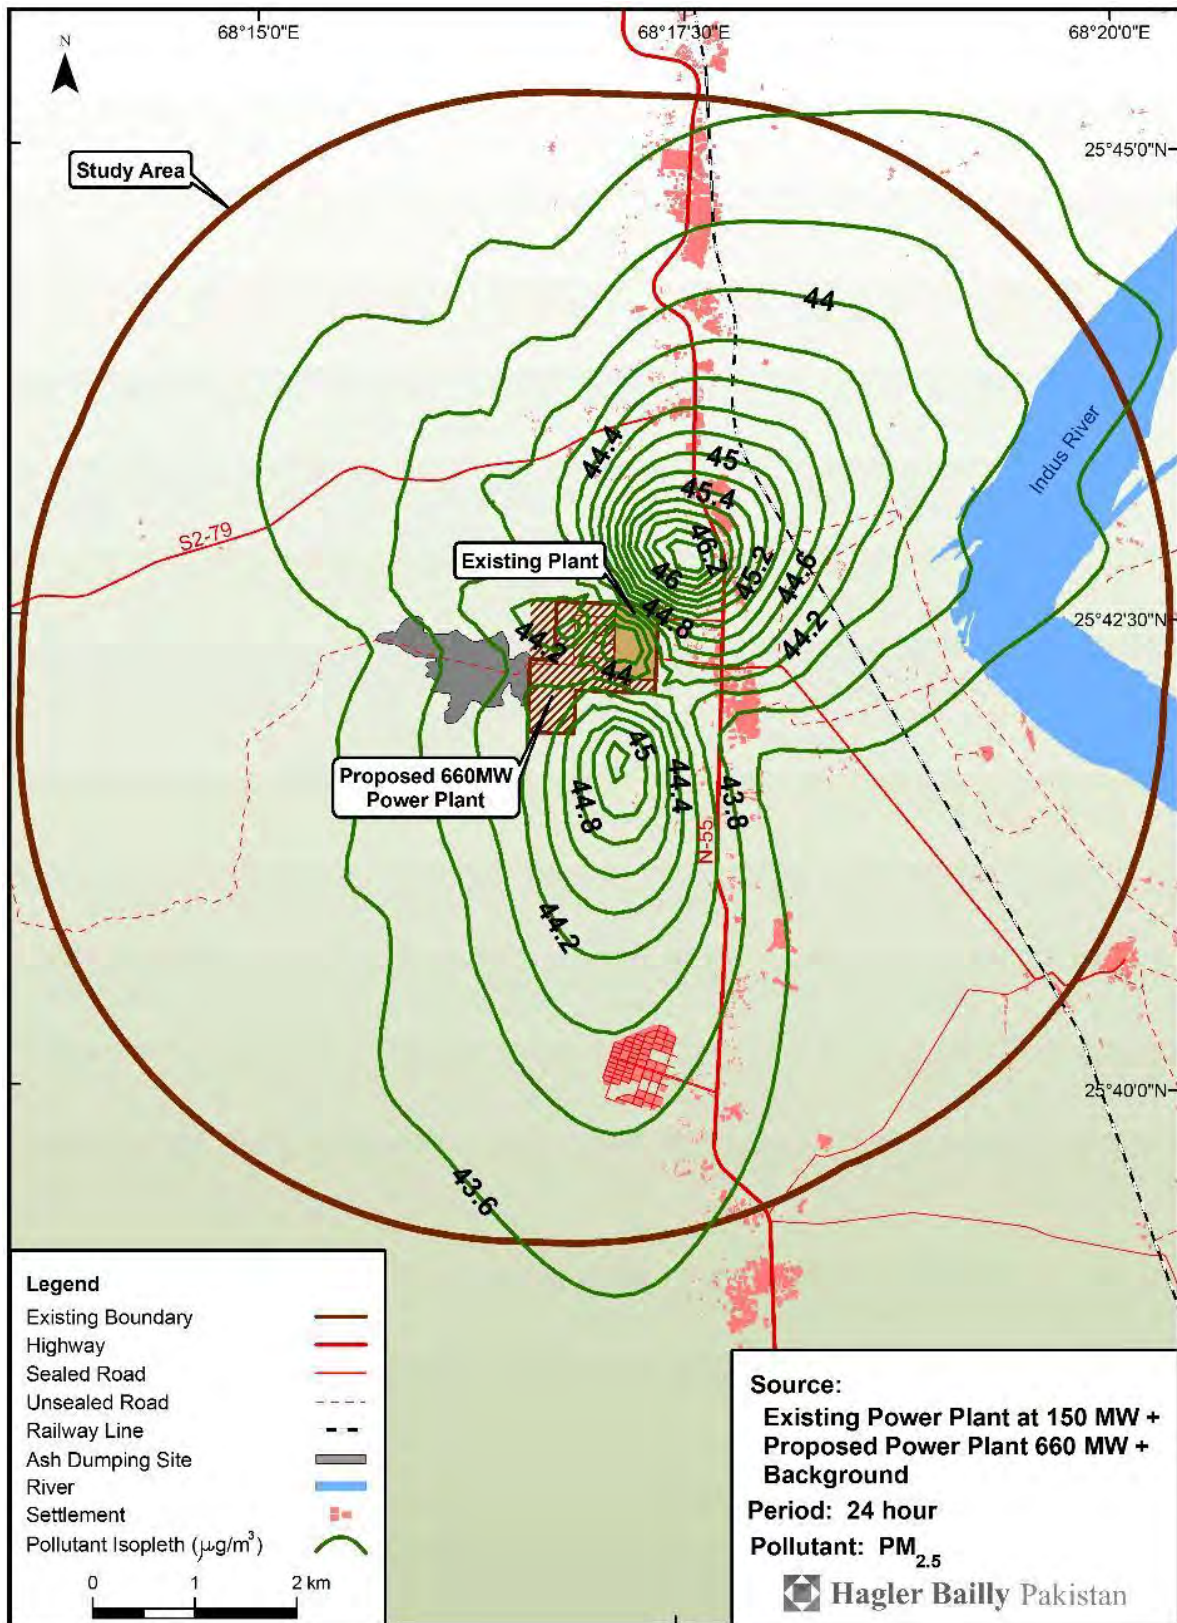 68°15'0"E
68°17'30"E
68°20'0"E
N
25°45'0"N
Study Area
44
Indus River
44.4
45
45.4
S2-79
46.2
Existing Plant
46
45.2
44.6
44.8
44.2
25°42'30"N
44.2
44
45
Proposed 660MW
Power Plant
44.8
44.4
43.8
N-55
44.2
25°40'0"N
43.6
Legend
Existing Boundary
Highway
Sealed Road
Unsealed Road
Railway Line
Ash Dumping Site
River
Settlement
Pollutant Isopleth (µg/m³)
0 1 2 km
Source:
Existing Power Plant at 150 MW +
Proposed Power Plant 660 MW +
Background
Period: 24 hour
Pollutant: PM2.5
Hagler Bailly Pakistan